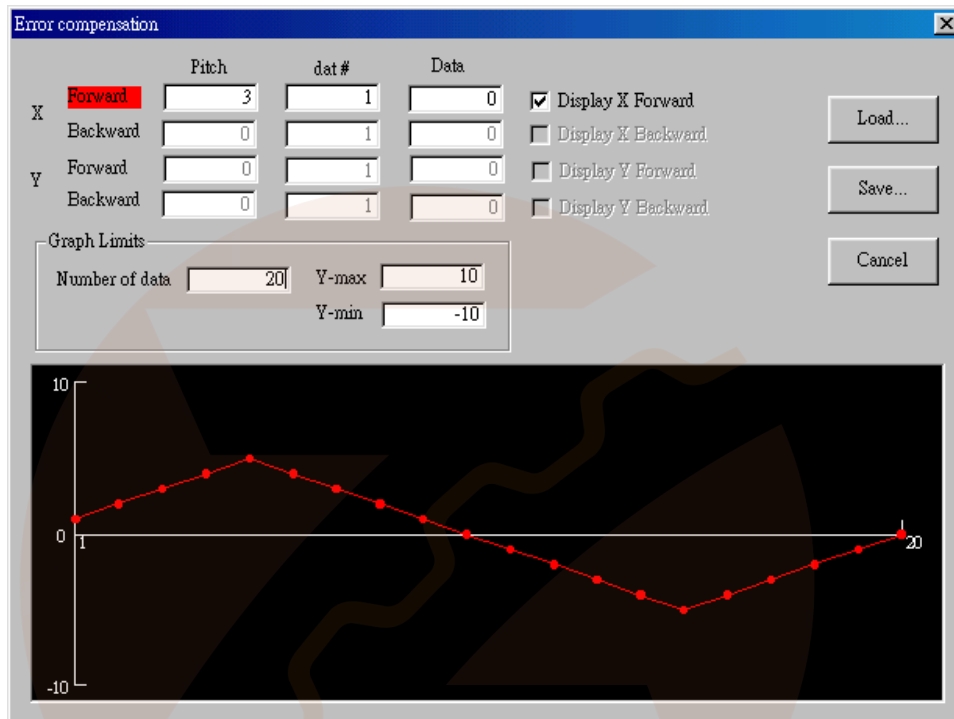 Error compensation
Pitch dat # Data
X Forward 3 1 0 Display X Forward
Backward 0 1 0 Display X Backward
Y Forward 0 1 0 Display Y Forward
Backward 0 1 0 Display Y Backward
Load...
Save...
Cancel
Graph Limits
Number of data 20 Y-max 10
Y-min -10
10
0 1 20
-10